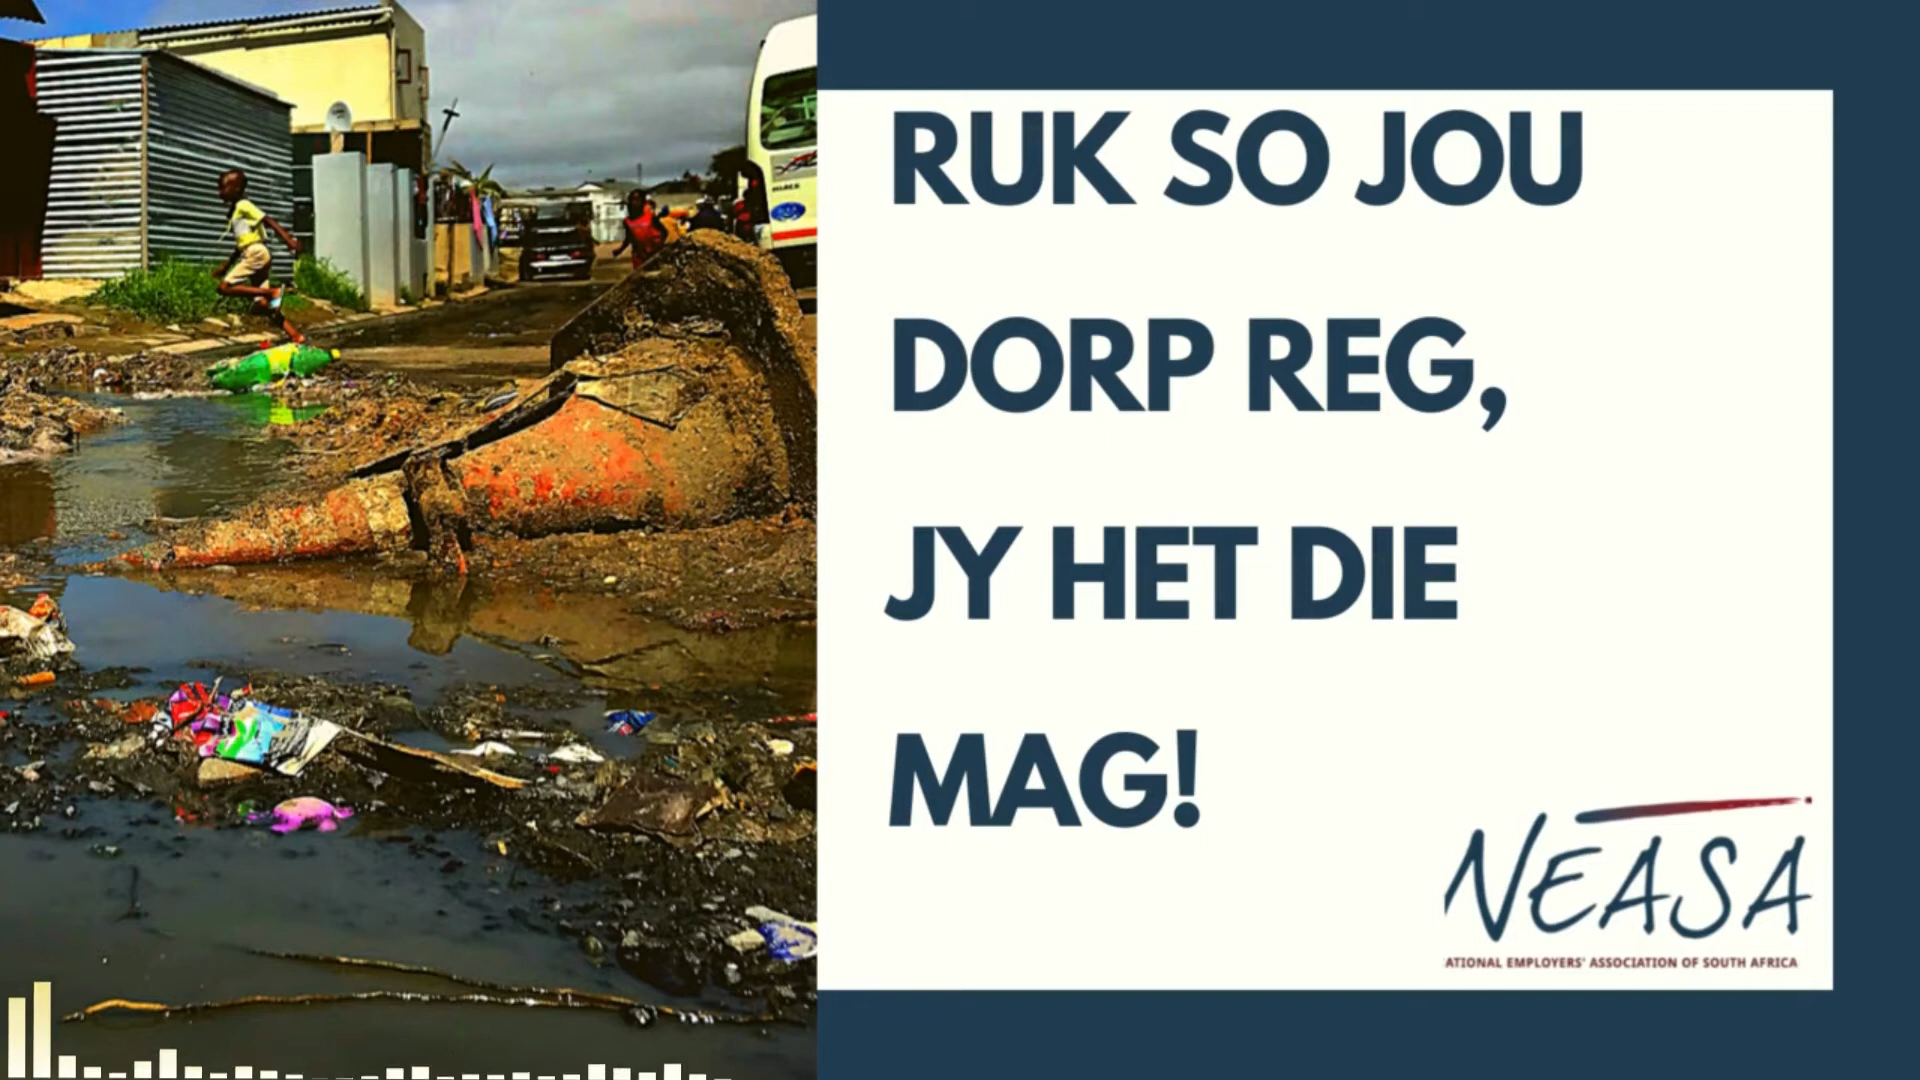 RUK SO JOU
DORP REG,
JY HET DIE
MAG!
NEASA
ATIONAL EMPLOYERS' ASSOCIATION OF SOUTH AFRICA